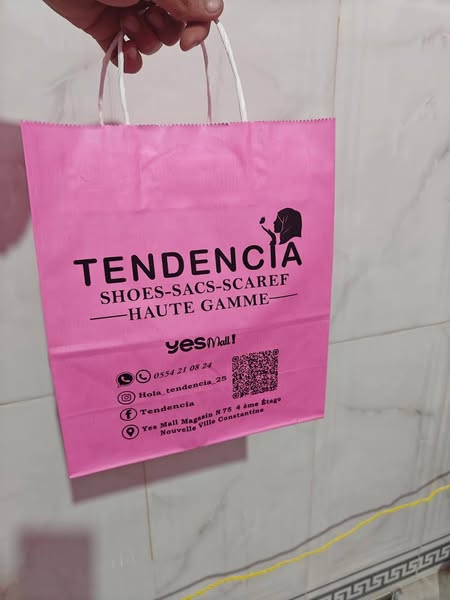 TENDENCIA
SHOES-SACS-SCAREF
HAUTE GAMME
yes Mall!
0554 21 08 24
Hola_tendencia_25
Tendencia
Yes Mall Magasin N 75 4 ème Étage
Nouvelle Ville Constantine